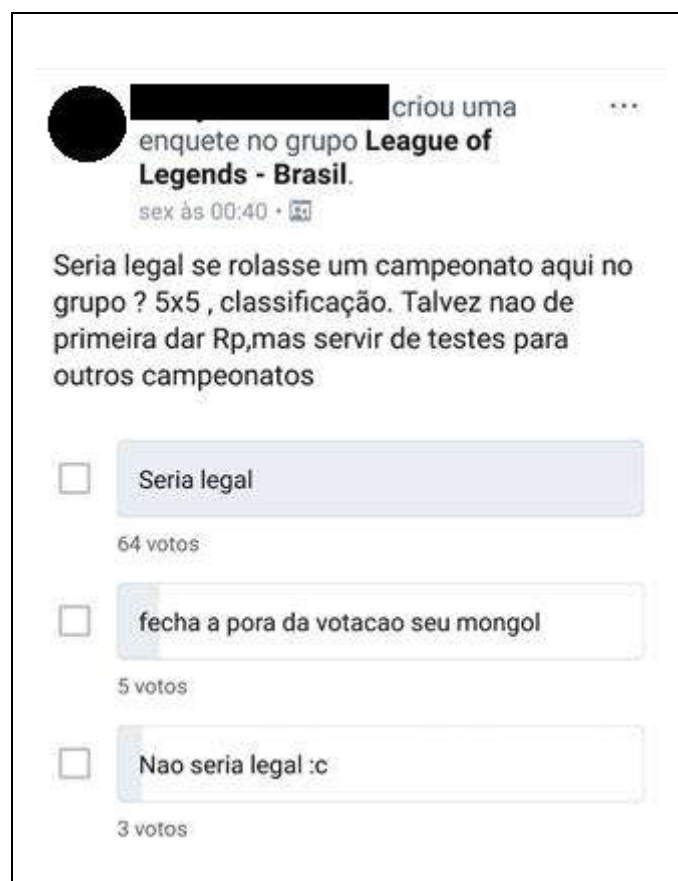 criou uma
enquete no grupo League of
Legends - Brasil.
sex às 00:40 ·
Seria legal se rolasse um campeonato aqui no
grupo ? 5x5 , classificação. Talvez nao de
primeira dar Rp,mas servir de testes para
outros campeonatos
Seria legal
64 votos
fecha a pora da votacao seu mongol
5 votos
Nao seria legal :c
3 votos